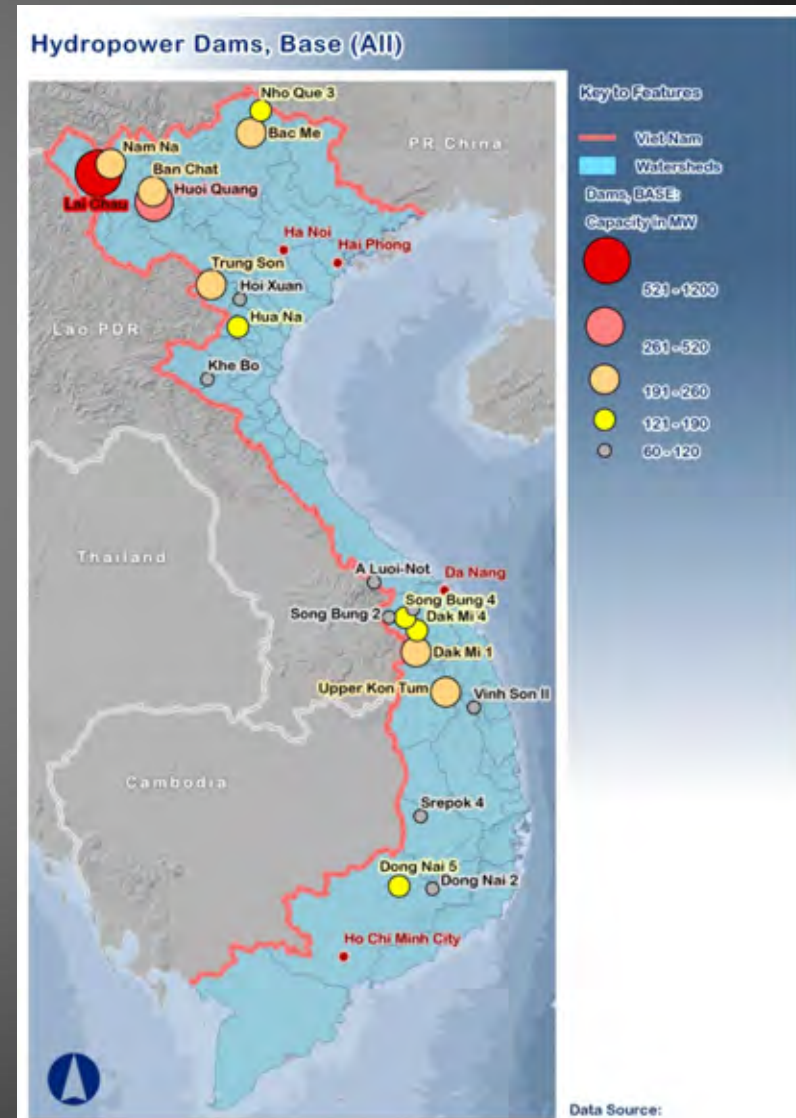 Hydropower Dams, Base (All)
Nho Que 3
Bac Me
PR China
Nam Na
Ban Chat
Huoi Quang
Lai Chau
Ha Noi
Hai Phong
Trung Son
Hoi Xuan
Lao PDR
Hua Na
Khe Bo
Thailand
A Luoi-Not
Da Nang
Song Bung 4
Song Bung 2
Dak Mi 4
Dak Mi 1
Upper Kon Tum
Vinh Son II
Cambodia
Srepok 4
Dong Nai 5
Dong Nai 2
Ho Chi Minh City
Key to Features
Viet Nam
Watersheds
Dams, BASE:
Capacity in MW
521 - 1200
261 - 520
191 - 260
121 - 190
60 - 120
Data Source: